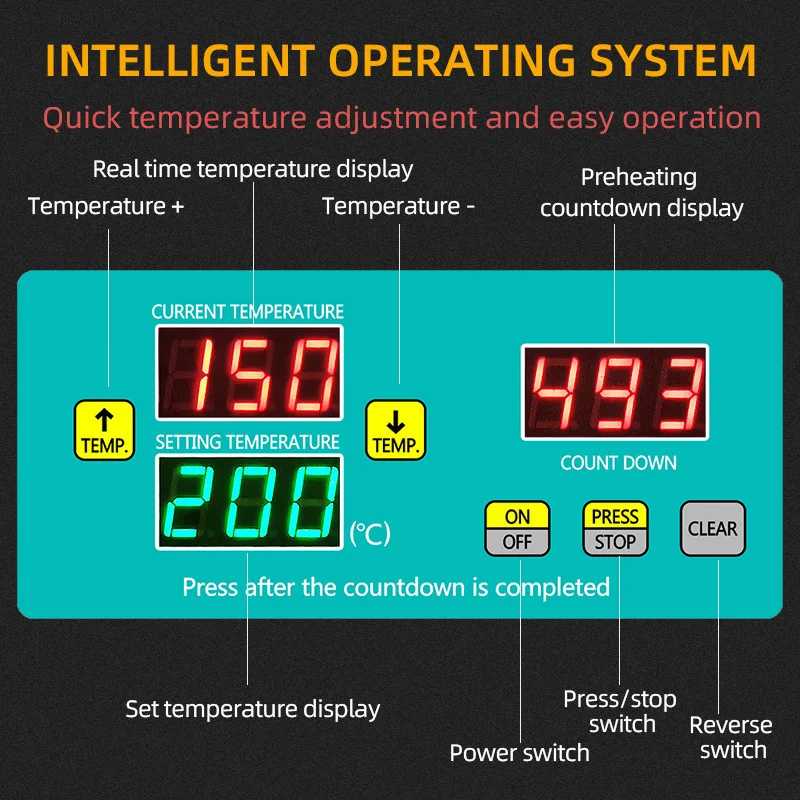 INTELLIGENT OPERATING SYSTEM
Quick temperature adjustment and easy operation
Real time temperature display
Temperature +
Temperature -
Preheating
countdown display
CURRENT TEMPERATURE
150
↑
TEMP.
↓
TEMP.
SETTING TEMPERATURE
200
(℃)
493
COUNT DOWN
ON
OFF
PRESS
STOP
CLEAR
Press after the countdown is completed
Set temperature display
Power switch
Press/stop
switch
Reverse
switch